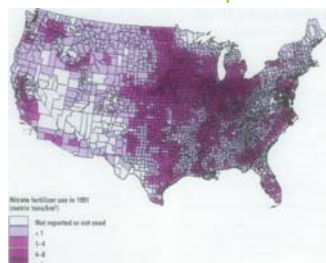 Nitrate fertilizer use in 1991
(metric tons/km²)
Not reported or not used
< 1
1–4
4–8